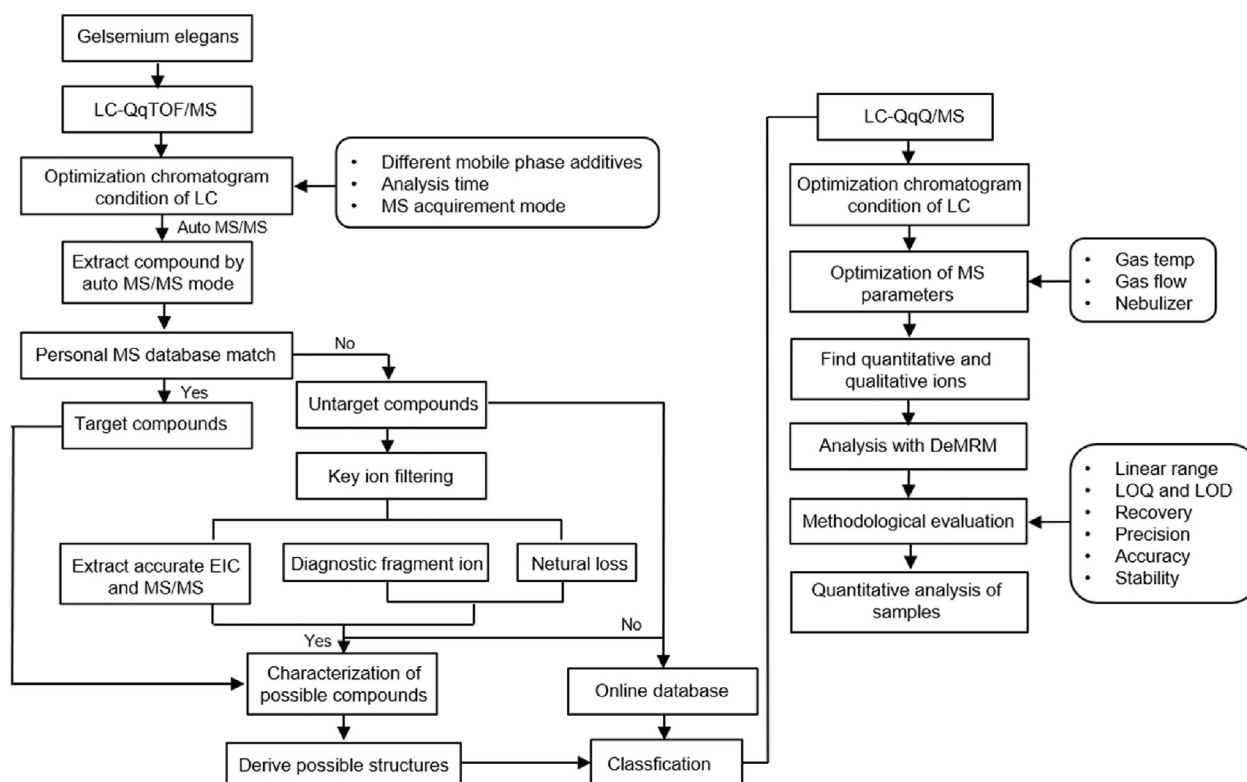 Gelsemium elegans
LC-QqTOF/MS
Optimization chromatogram
condition of LC
• Different mobile phase additives
• Analysis time
• MS acquirement mode
Auto MS/MS
Extract compound by
auto MS/MS mode
Personal MS database match
No
Yes
Target compounds
Untarget compounds
Key ion filtering
Extract accurate EIC
and MS/MS
Diagnostic fragment ion
Netural loss
Yes
No
Characterization of
possible compounds
Online database
Derive possible structures
Classfication
LC-QqQ/MS
Optimization chromatogram
condition of LC
Optimization of MS
parameters
• Gas temp
• Gas flow
• Nebulizer
Find quantitative and
qualitative ions
Analysis with DeMRM
Methodological evaluation
• Linear range
• LOQ and LOD
• Recovery
• Precision
• Accuracy
• Stability
Quantitative analysis of
samples